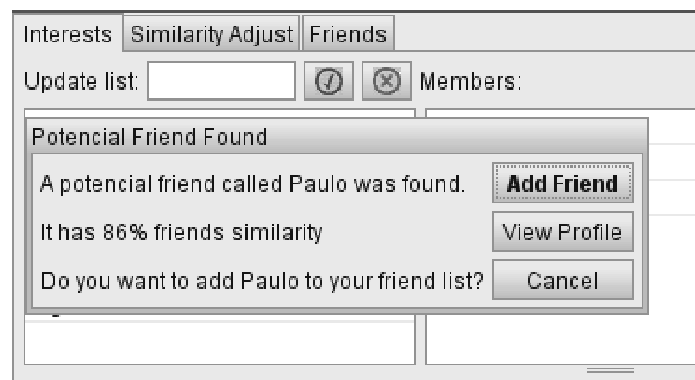 Interests Similarity Adjust Friends
Update list: Members:
Potencial Friend Found
A potencial friend called Paulo was found. Add Friend
It has 86% friends similarity View Profile
Do you want to add Paulo to your friend list? Cancel